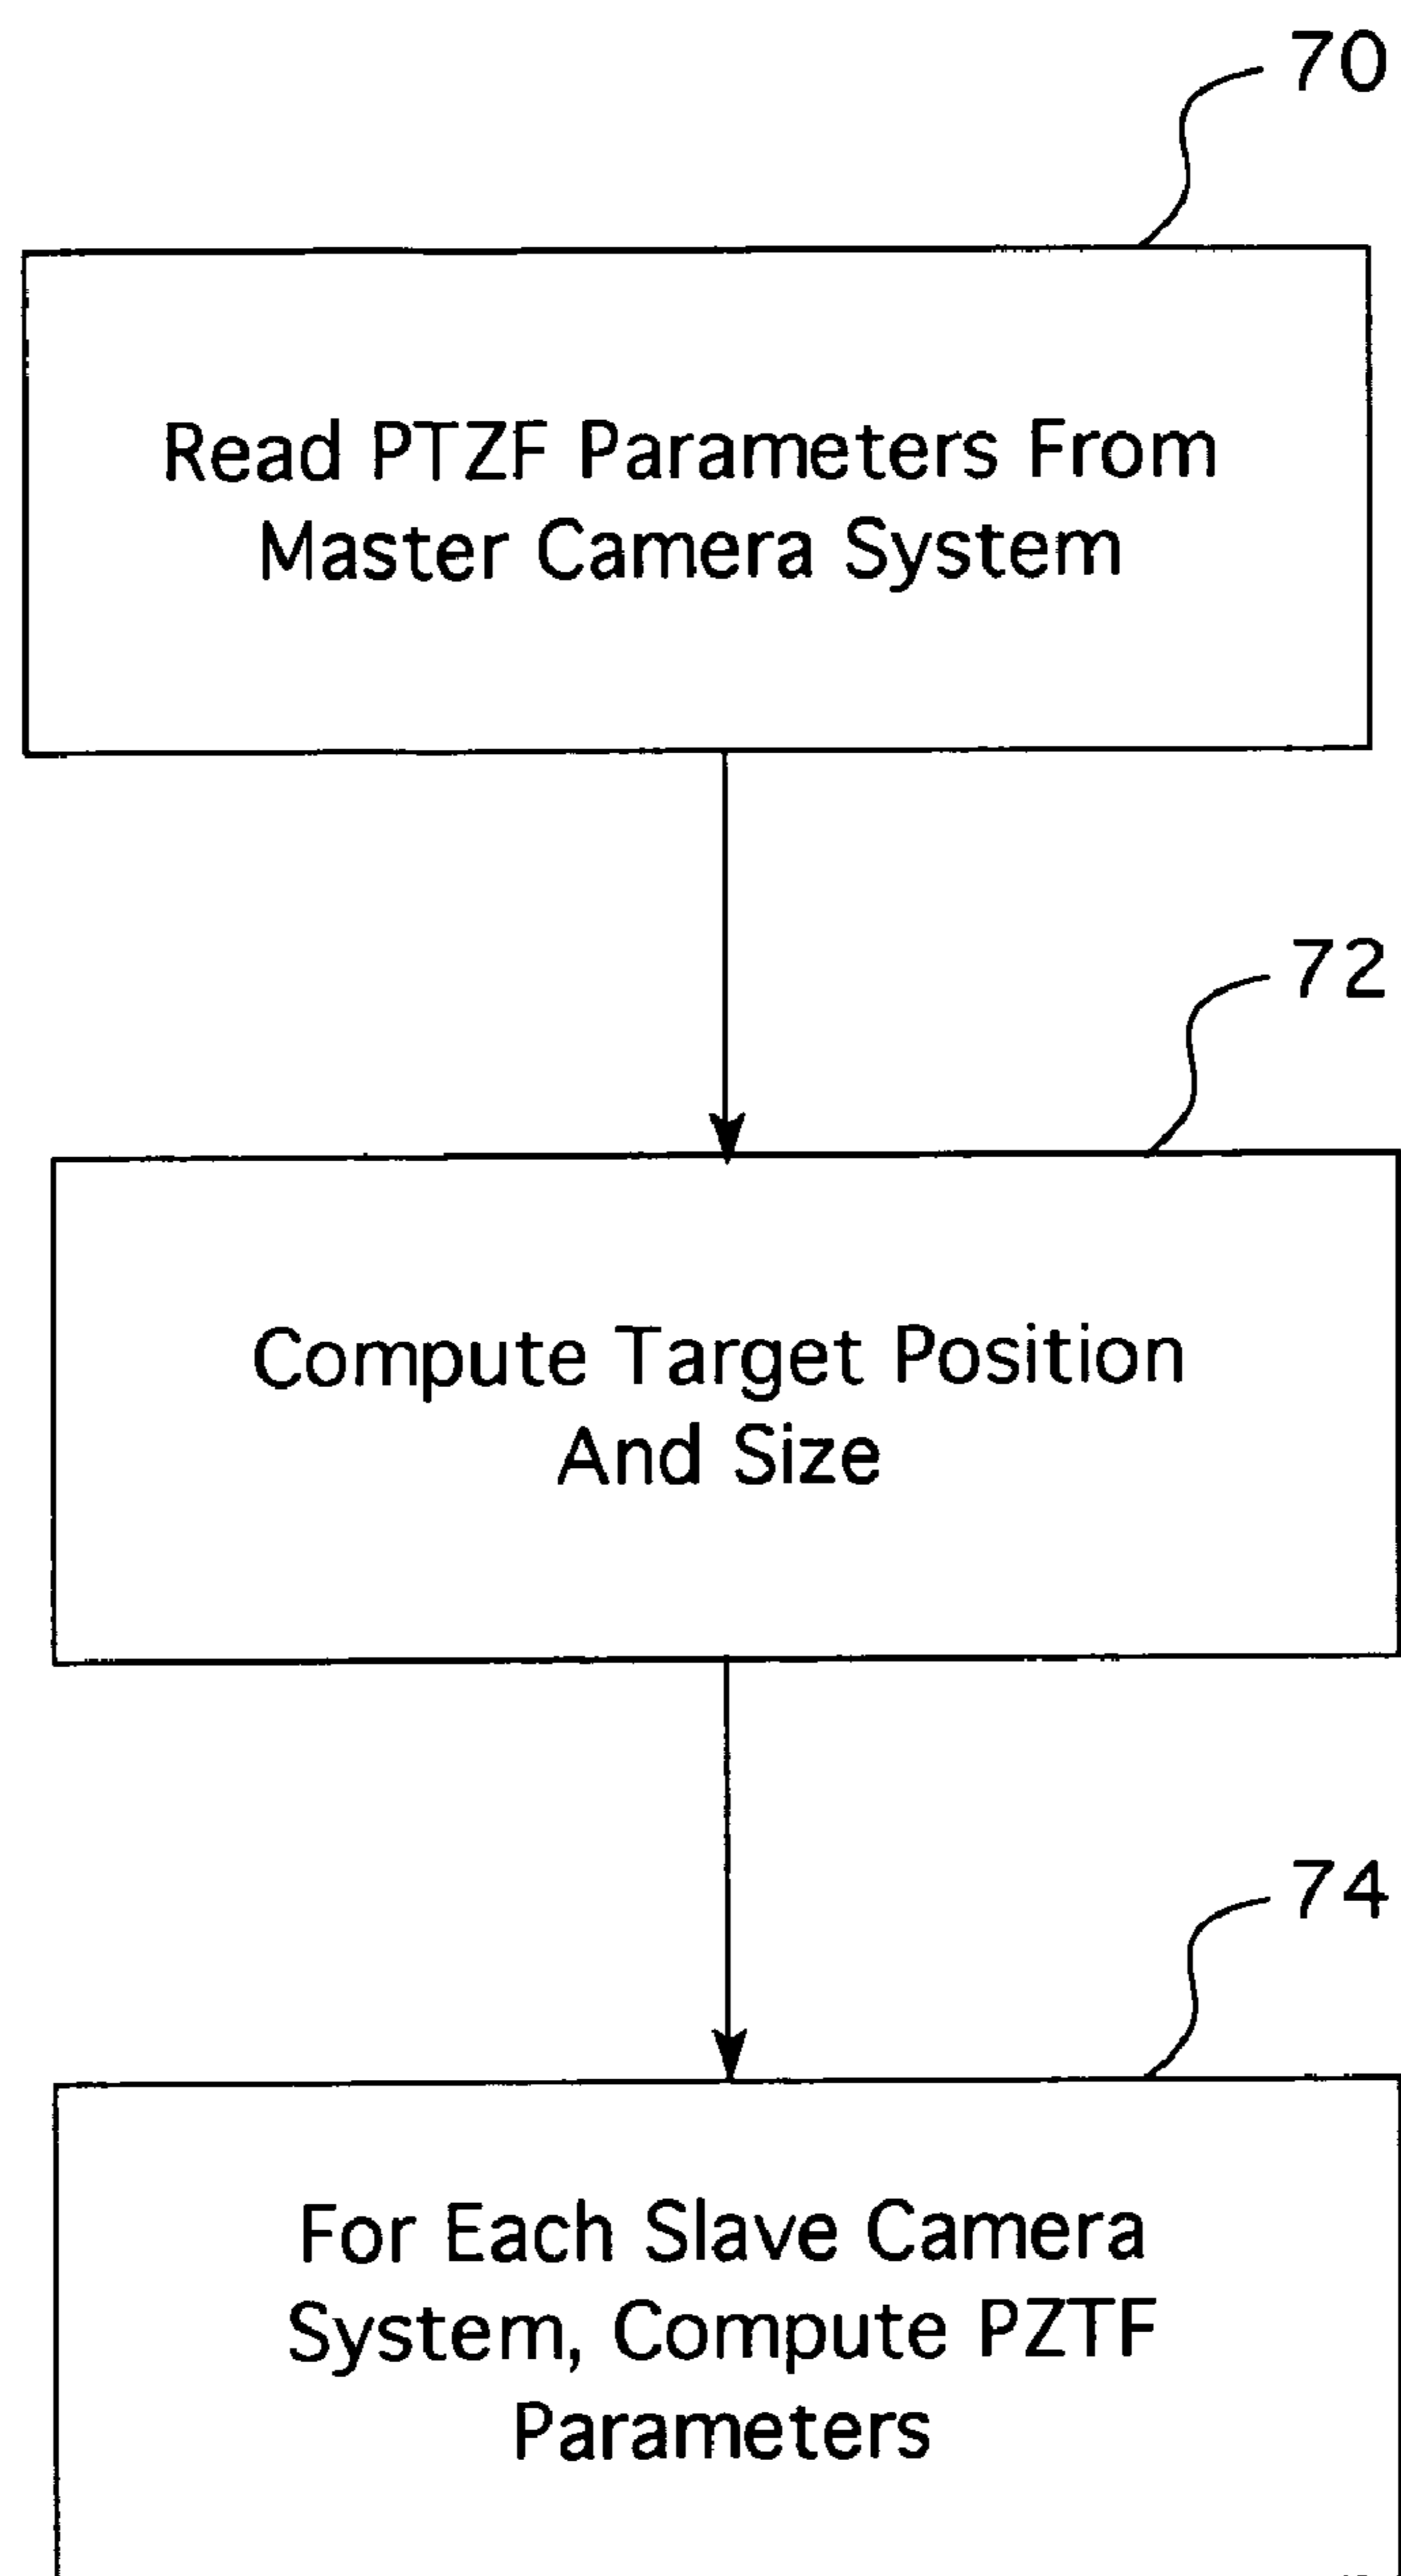 70
Read PTZF Parameters From
Master Camera System
72
Compute Target Position
And Size
74
For Each Slave Camera
System, Compute PZTF
Parameters